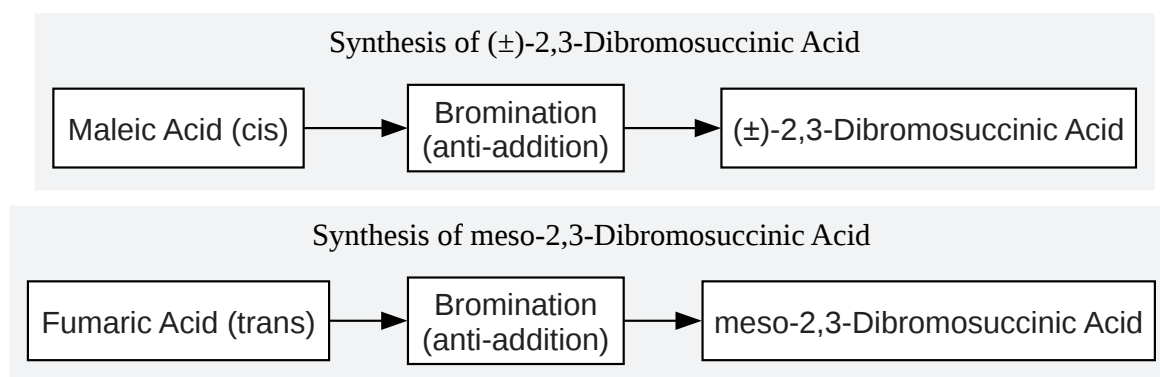 Synthesis of (±)-2,3-Dibromosuccinic Acid
Maleic Acid (cis)
Bromination
(anti-addition)
(±)-2,3-Dibromosuccinic Acid
Synthesis of meso-2,3-Dibromosuccinic Acid
Fumaric Acid (trans)
Bromination
(anti-addition)
meso-2,3-Dibromosuccinic Acid